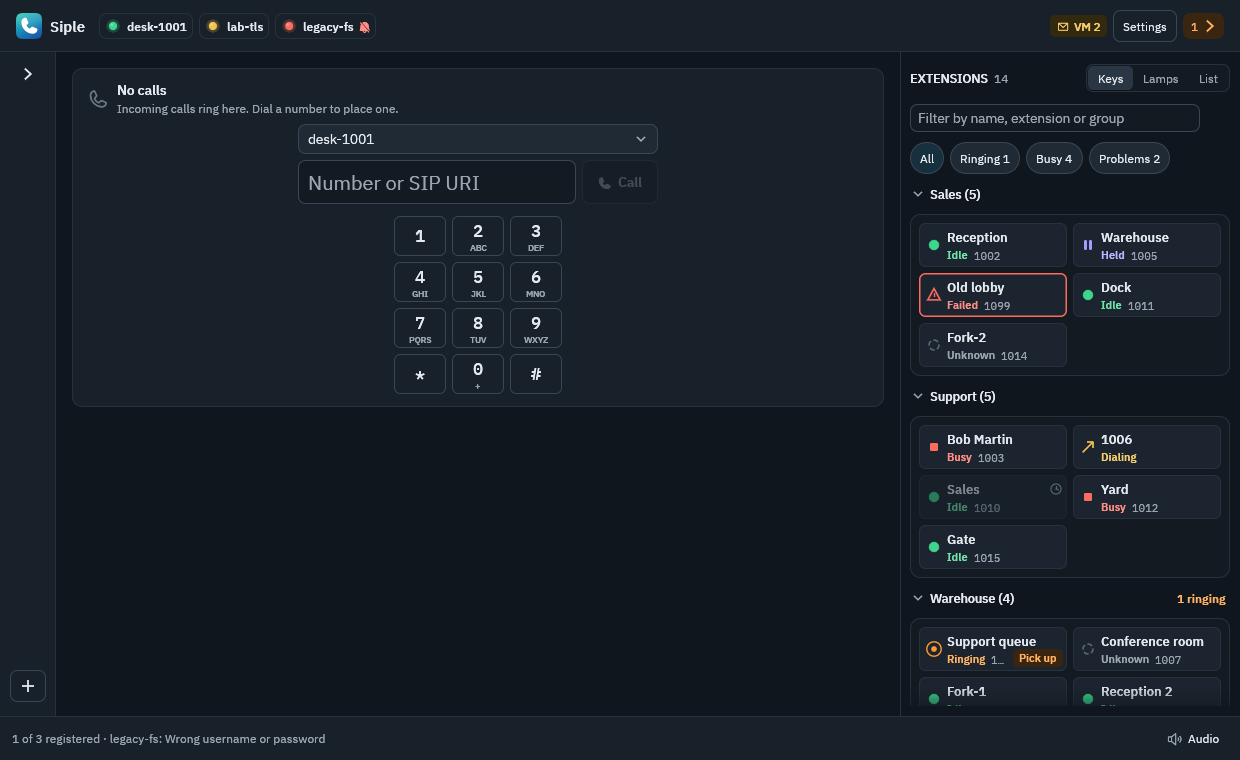 Siple
desk-1001
lab-tls
legacy-fs
VM 2
Settings
1
No calls
Incoming calls ring here. Dial a number to place one.
desk-1001
Number or SIP URI
Call
1
2
ABC
3
DEF
4
GHI
5
JKL
6
MNO
7
PQRS
8
TUV
9
WXYZ
*
0
+
#
EXTENSIONS 14
Keys
Lamps
List
Filter by name, extension or group
All
Ringing 1
Busy 4
Problems 2
Sales (5)
Reception
Idle 1002
Warehouse
Held 1005
Old lobby
Failed 1099
Dock
Idle 1011
Fork-2
Unknown 1014
Support (5)
Bob Martin
Busy 1003
1006
Dialing
Sales
Idle 1010
Yard
Busy 1012
Gate
Idle 1015
Warehouse (4)
1 ringing
Support queue
Ringing 1…
Pick up
Conference room
Unknown 1007
Fork-1
Reception 2
1 of 3 registered · legacy-fs: Wrong username or password
Audio